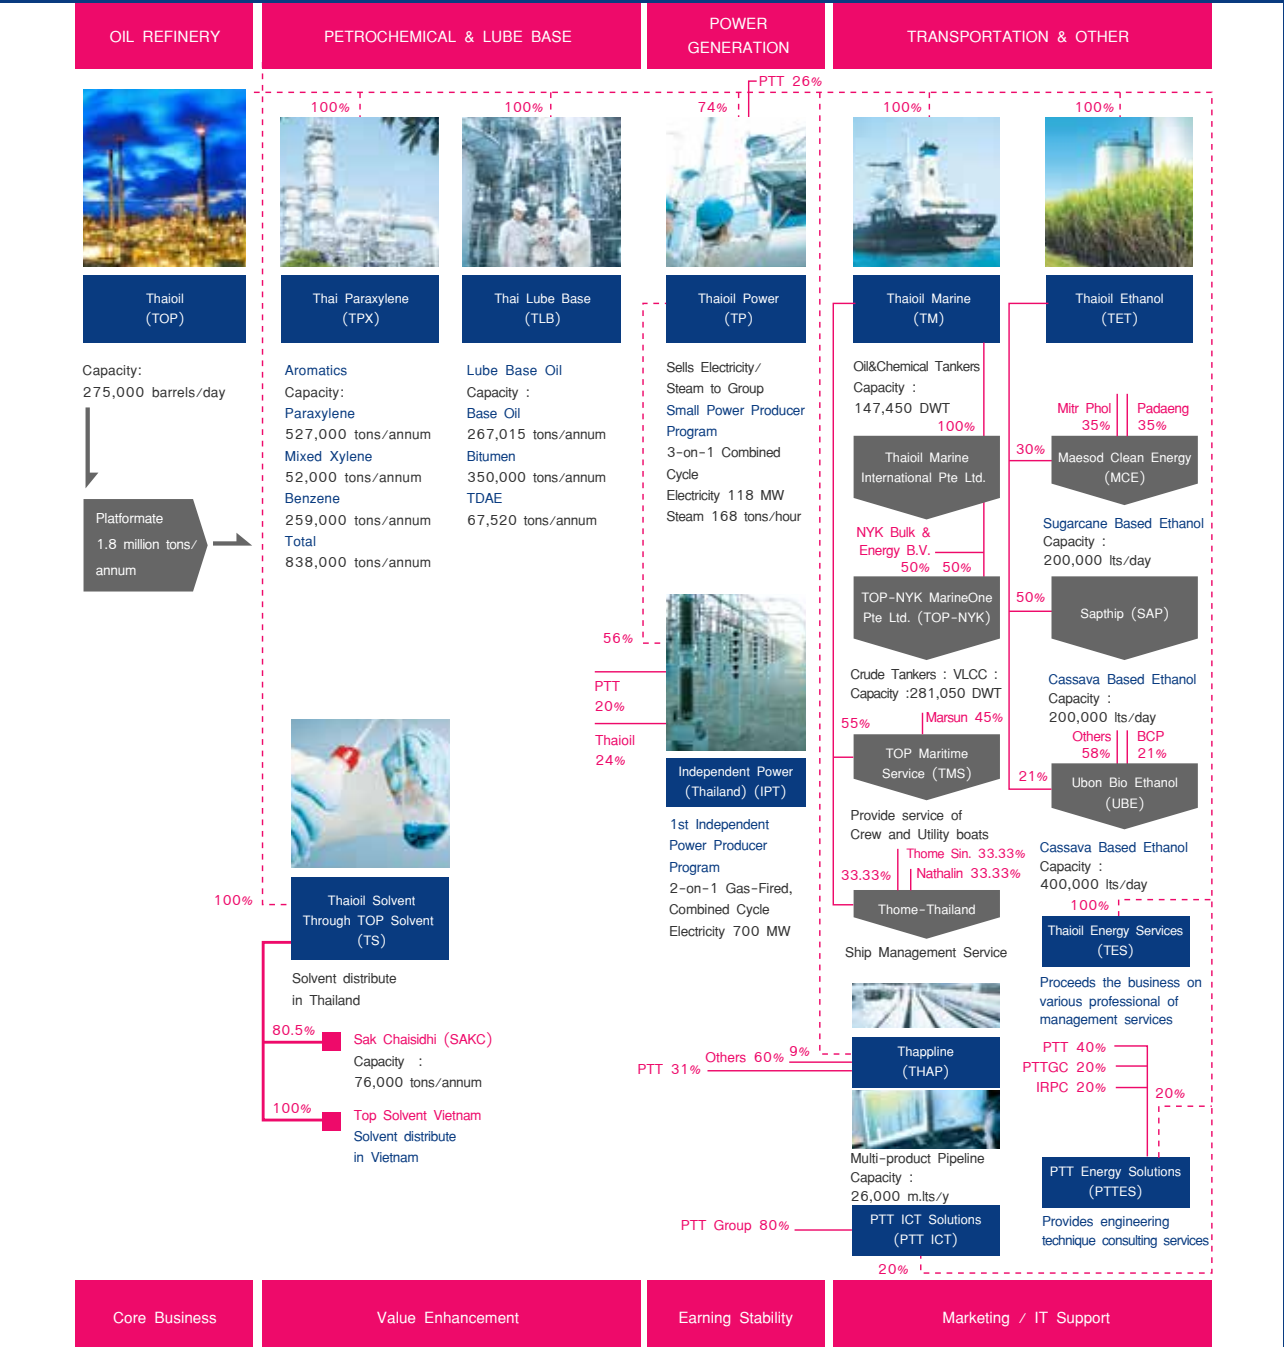 OIL REFINERY
PETROCHEMICAL & LUBE BASE
POWER
GENERATION
TRANSPORTATION & OTHER
PTT 26%
100%
100%
74%
100%
100%
Thaioil
(TOP)
Capacity:
275,000 barrels/day
Platformate
1.8 million tons/
annum
Thai Paraxylene
(TPX)
Aromatics
Capacity:
Paraxylene
527,000 tons/annum
Mixed Xylene
52,000 tons/annum
Benzene
259,000 tons/annum
Total
838,000 tons/annum
Thai Lube Base
(TLB)
Lube Base Oil
Capacity :
Base Oil
267,015 tons/annum
Bitumen
350,000 tons/annum
TDAE
67,520 tons/annum
100%
Thaioil Solvent
Through TOP Solvent
(TS)
Solvent distribute
in Thailand
80.5%
Sak Chaisidhi (SAKC)
Capacity :
76,000 tons/annum
100%
Top Solvent Vietnam
Solvent distribute
in Vietnam
Thaioil Power
(TP)
Sells Electricity/
Steam to Group
Small Power Producer
Program
3-on-1 Combined
Cycle
Electricity 118 MW
Steam 168 tons/hour
56%
PTT
20%
Thaioil
24%
Independent Power
(Thailand) (IPT)
1st Independent
Power Producer
Program
2-on-1 Gas-Fired,
Combined Cycle
Electricity 700 MW
Thaioil Marine
(TM)
Oil&Chemical Tankers
Capacity :
147,450 DWT
100%
Thaioil Marine
International Pte Ltd.
NYK Bulk &
Energy B.V.
50% 50%
TOP-NYK MarineOne
Pte Ltd. (TOP-NYK)
Crude Tankers : VLCC :
Capacity :281,050 DWT
55%
Marsun 45%
TOP Maritime
Service (TMS)
Provide service of
Crew and Utility boats
Thome Sin. 33.33%
33.33%
Nathalin 33.33%
Thome-Thailand
Ship Management Service
Others 60%
9%
PTT 31%
Thappline
(THAP)
Multi-product Pipeline
Capacity :
26,000 m.lts/y
PTT Group 80%
PTT ICT Solutions
(PTT ICT)
20%
Thaioil Ethanol
(TET)
Mitr Phol
35%
Padaeng
35%
30%
Maesod Clean Energy
(MCE)
Sugarcane Based Ethanol
Capacity :
200,000 lts/day
50%
Sapthip (SAP)
Cassava Based Ethanol
Capacity :
200,000 lts/day
Others
58%
BCP
21%
21%
Ubon Bio Ethanol
(UBE)
Cassava Based Ethanol
Capacity :
400,000 lts/day
100%
Thaioil Energy Services
(TES)
Proceeds the business on
various professional of
management services
PTT 40%
PTTGC 20%
IRPC 20%
20%
PTT Energy Solutions
(PTTES)
Provides engineering
technique consulting services
Core Business
Value Enhancement
Earning Stability
Marketing / IT Support